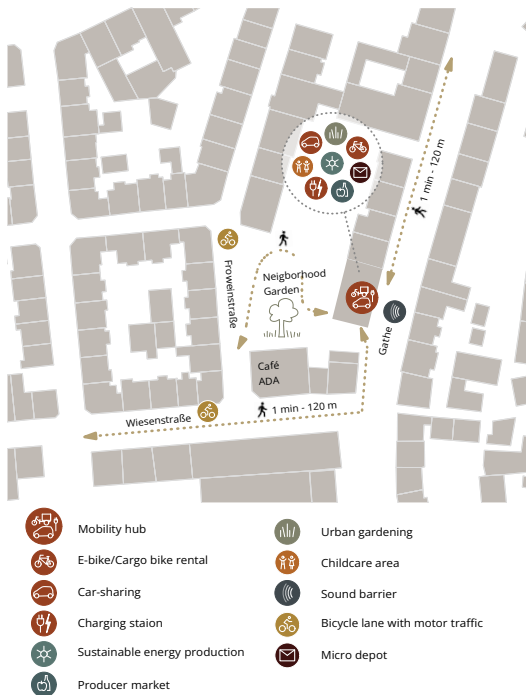 1 min - 120 m
Neigborhood
Garden
Froweinstraße
Gathe
Café
ADA
1 min - 120 m
Wiesenstraße
Mobility hub
E-bike/Cargo bike rental
Car-sharing
Charging staion
Sustainable energy production
Producer market
Urban gardening
Childcare area
Sound barrier
Bicycle lane with motor traffic
Micro depot